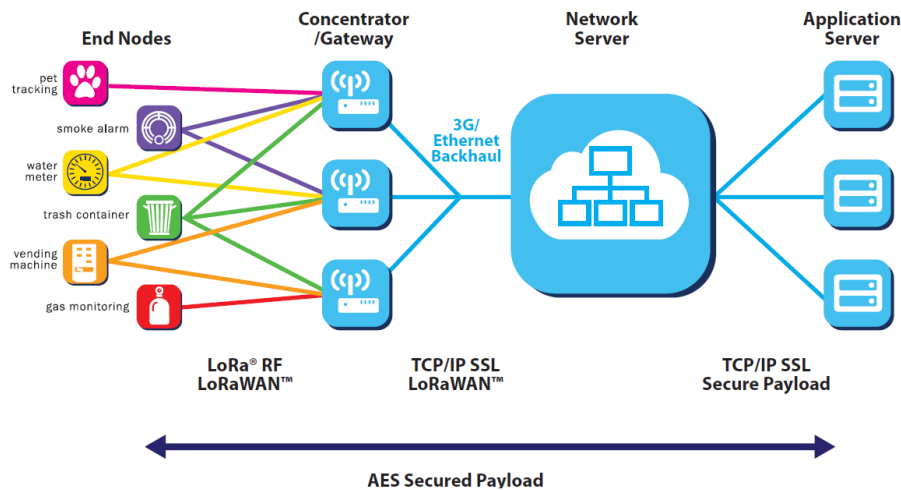 End Nodes
Concentrator
/Gateway
Network
Server
Application
Server
pet
tracking
smoke alarm
water
meter
trash container
vending
machine
gas monitoring
3G/
Ethernet
Backhaul
LoRa® RF
LoRaWAN™
TCP/IP SSL
LoRaWAN™
TCP/IP SSL
Secure Payload
AES Secured Payload